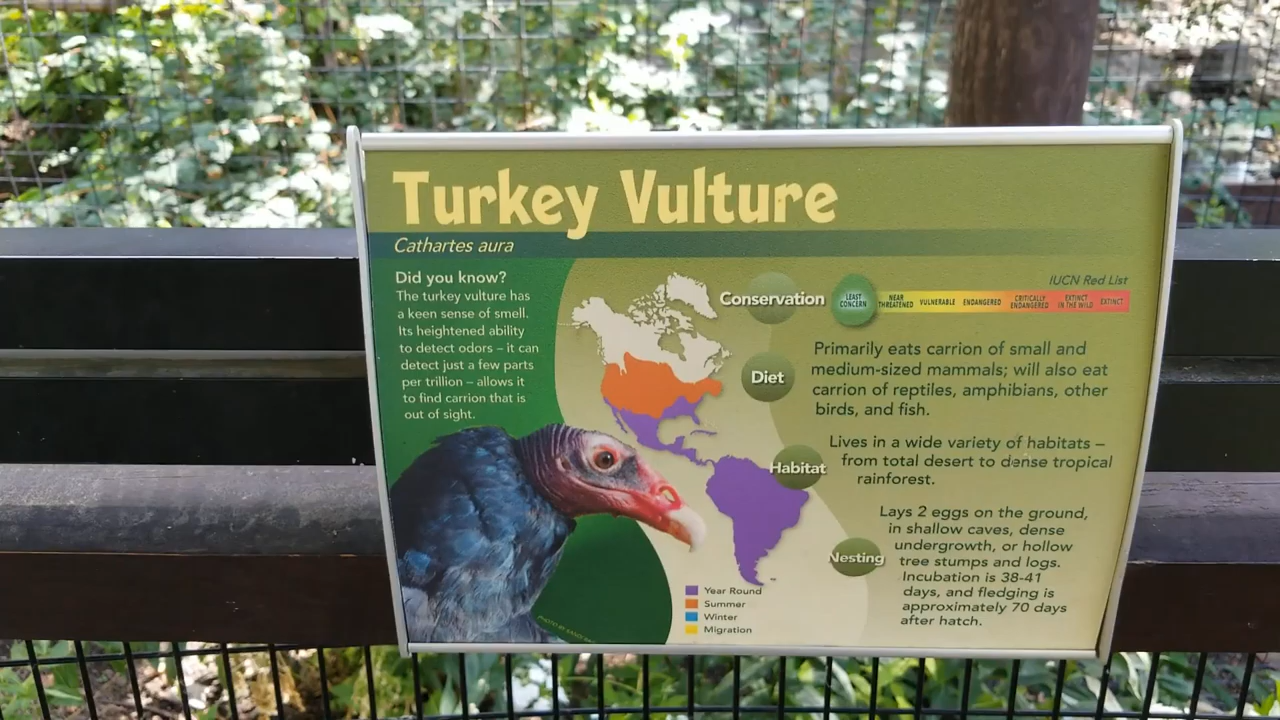 Turkey Vulture
Cathartes aura
Did you know?
The turkey vulture has
a keen sense of smell.
Its heightened ability
to detect odors – it can
detect just a few parts
per trillion – allows it
to find carrion that is
out of sight.
IUCN Red List
Conservation
LEAST
CONCERN
NEAR
THREATENED
VULNERABLE
ENDANGERED
CRITICALLY
ENDANGERED
EXTINCT
IN THE WILD
EXTINCT
Diet
Primarily eats carrion of small and
medium-sized mammals; will also eat
carrion of reptiles, amphibians, other
birds, and fish.
Habitat
Lives in a wide variety of habitats –
from total desert to dense tropical
rainforest.
Nesting
Lays 2 eggs on the ground,
in shallow caves, dense
undergrowth, or hollow
tree stumps and logs.
Incubation is 38-41
days, and fledging is
approximately 70 days
after hatch.
Year Round
Summer
Winter
Migration
PHOTO BY